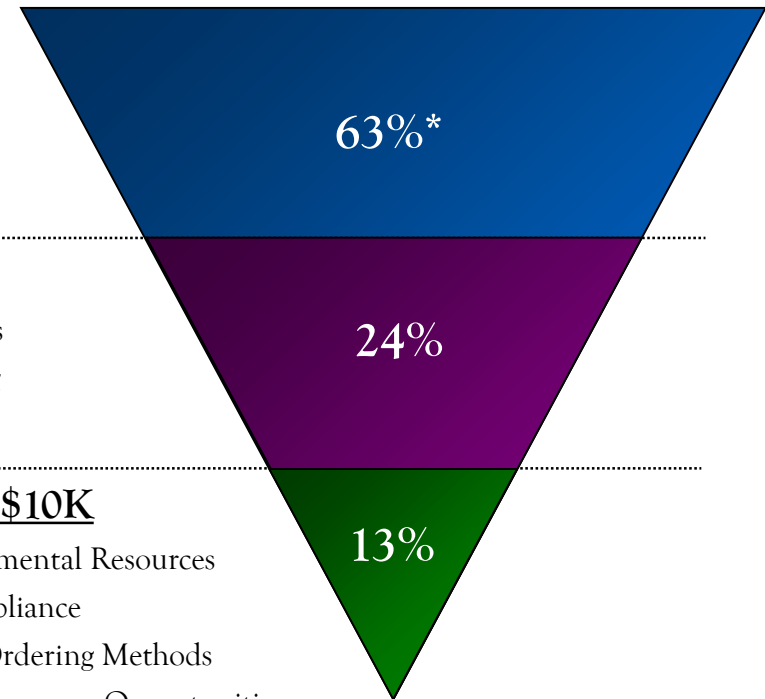 63%*
24%
$10K
mental Resources
13%
pliance
Ordering Methods